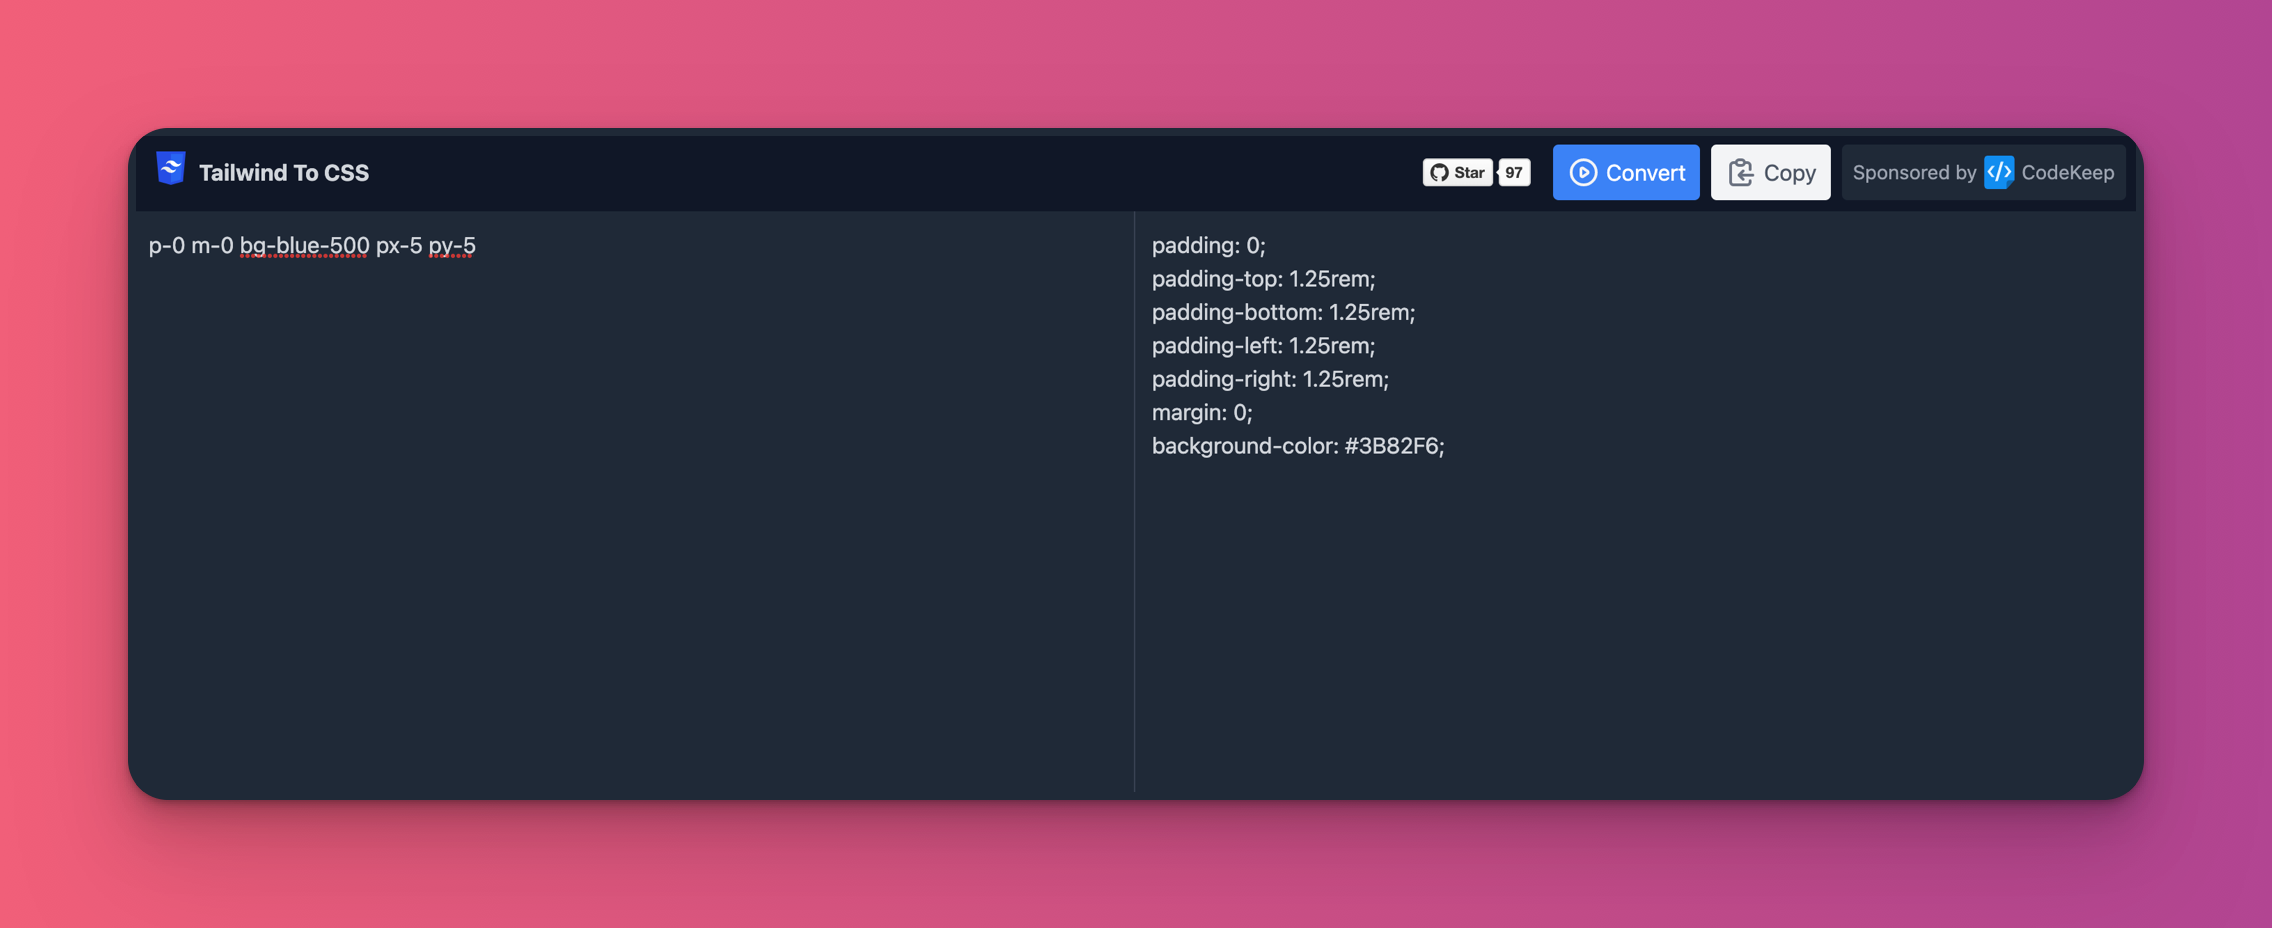 Tailwind To CSS
Star 97
Convert
Copy
Sponsored by </> CodeKeep
p-0 m-0 bg-blue-500 px-5 py-5
padding: 0;
padding-top: 1.25rem;
padding-bottom: 1.25rem;
padding-left: 1.25rem;
padding-right: 1.25rem;
margin: 0;
background-color: #3B82F6;